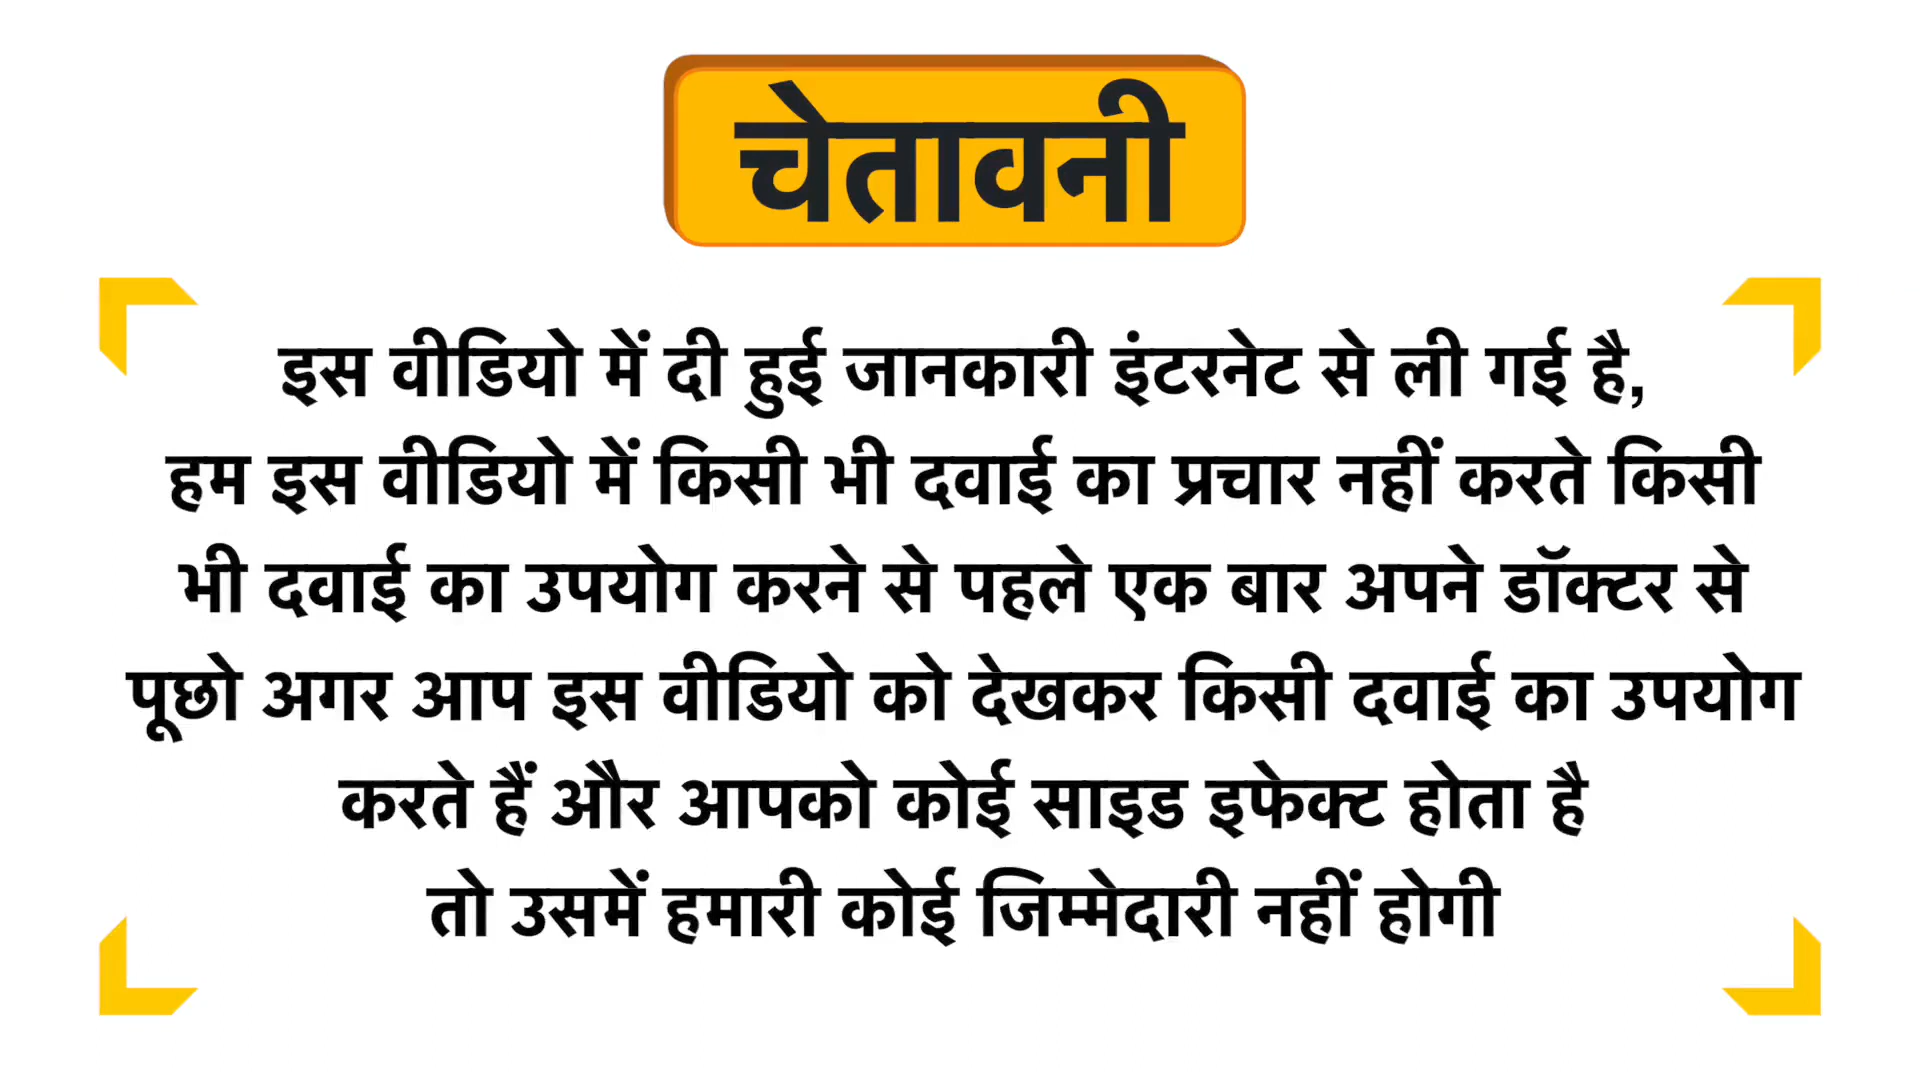 चेतावनी
इस वीडियो में दी हुई जानकारी इंटरनेट से ली गई है,
हम इस वीडियो में किसी भी दवाई का प्रचार नहीं करते किसी
भी दवाई का उपयोग करने से पहले एक बार अपने डॉक्टर से
पूछो अगर आप इस वीडियो को देखकर किसी दवाई का उपयोग
करते हैं और आपको कोई साइड इफेक्ट होता है
तो उसमें हमारी कोई जिम्मेदारी नहीं होगी